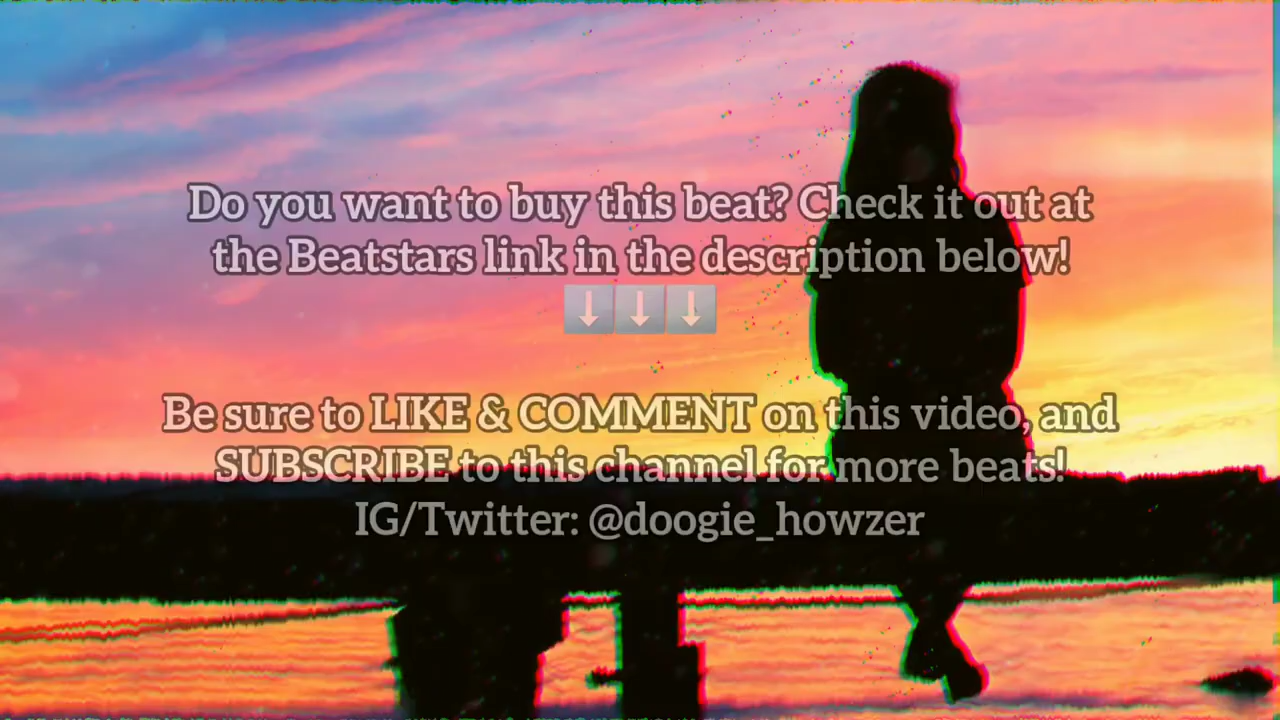 Do you want to buy this beat? Check it out at
the Beatstars link in the description below!
⬇️⬇️⬇️
Be sure to LIKE & COMMENT on this video, and
SUBSCRIBE to this channel for more beats!
IG/Twitter: @doogie_howzer